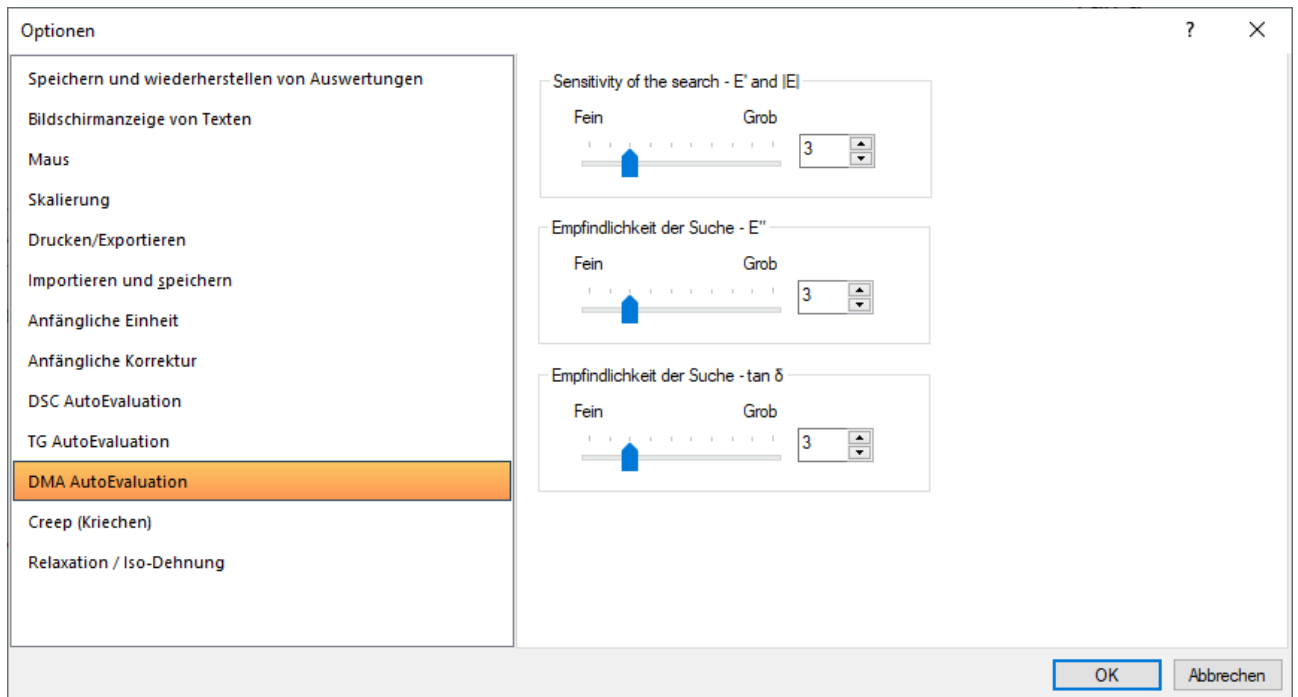 Optionen
?
Speichern und wiederherstellen von Auswertungen
Bildschirmanzeige von Texten
Maus
Skalierung
Drucken/Exportieren
Importieren und speichern
Anfängliche Einheit
Anfängliche Korrektur
DSC AutoEvaluation
TG AutoEvaluation
DMA AutoEvaluation
Creep (Kriechen)
Relaxation / Iso-Dehnung
Sensitivity of the search - E' and |E|
Fein Grob
3
Empfindlichkeit der Suche - E"
Fein Grob
3
Empfindlichkeit der Suche - tan δ
Fein Grob
3
OK Abbrechen